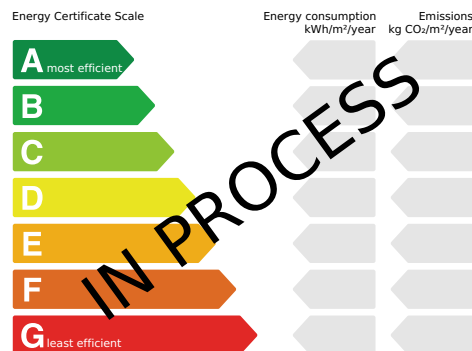 Energy Certificate Scale
Energy consumption
kWh/m²/year
Emissions
kg CO₂/m²/year
A most efficient
B
C
D
E
F
G least efficient
IN PROCESS